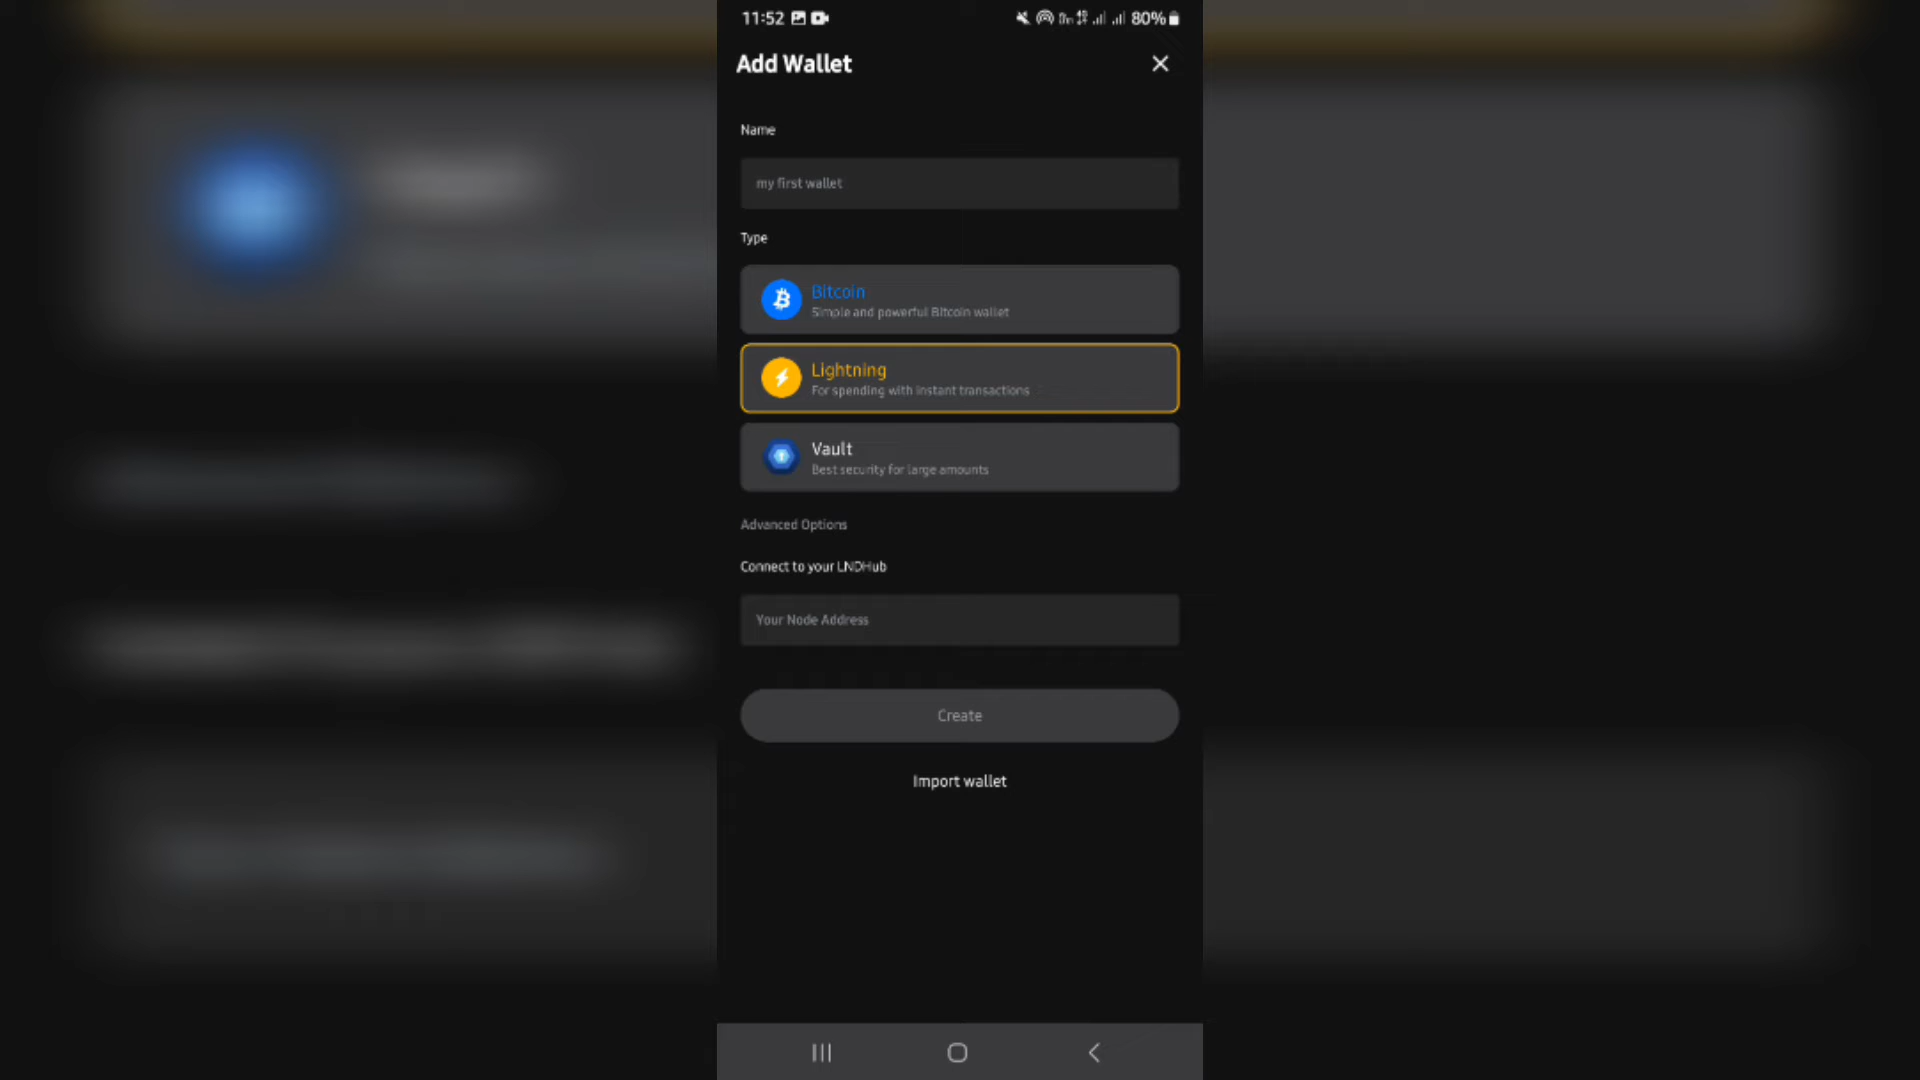 11:52 80%
Add Wallet
Name
my first wallet
Type
Bitcoin
Simple and powerful Bitcoin wallet
Lightning
For spending with instant transactions
Vault
Best security for large amounts
Advanced Options
Connect to your LNDHub
Your Node Address
Create
Import wallet